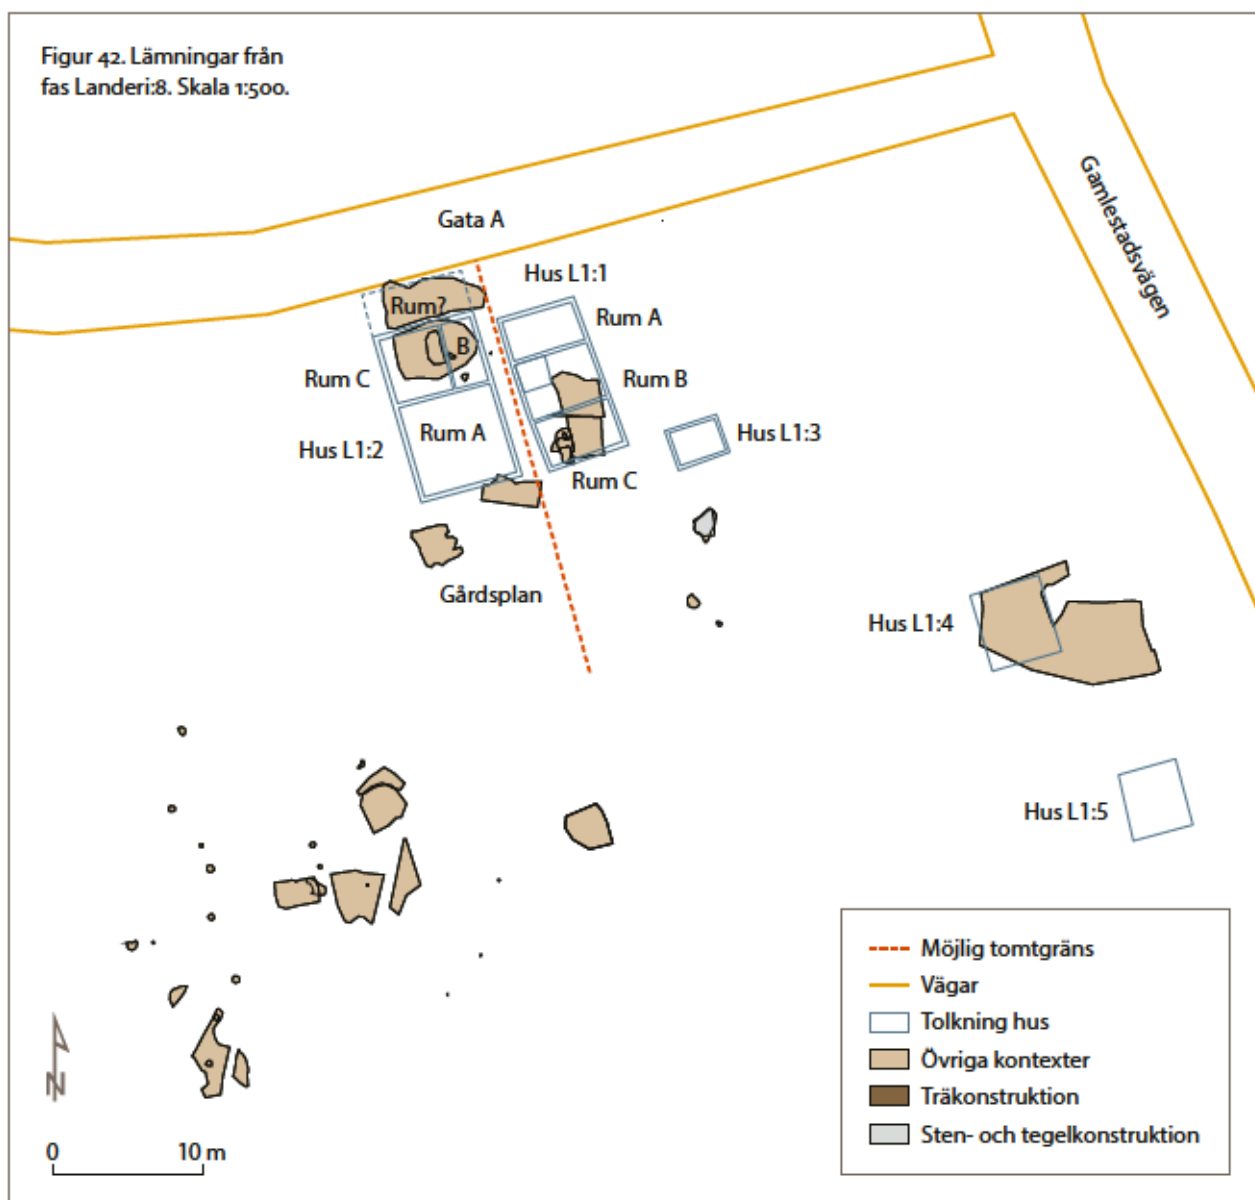 Figur 42. Lämningar från
fas Landeri:8. Skala 1:500.
Gamlestadsvägen
Gata A
Hus L1:1
Rum?
Rum A
B
Rum C
Rum B
Hus L1:2
Rum A
Hus L1:3
Rum C
Gårdsplan
Hus L1:4
Hus L1:5
Möjlig tomtgräns
Vägar
Tolkning hus
Övriga kontexter
Träkonstruktion
Sten- och tegelkonstruktion
N
0 10 m